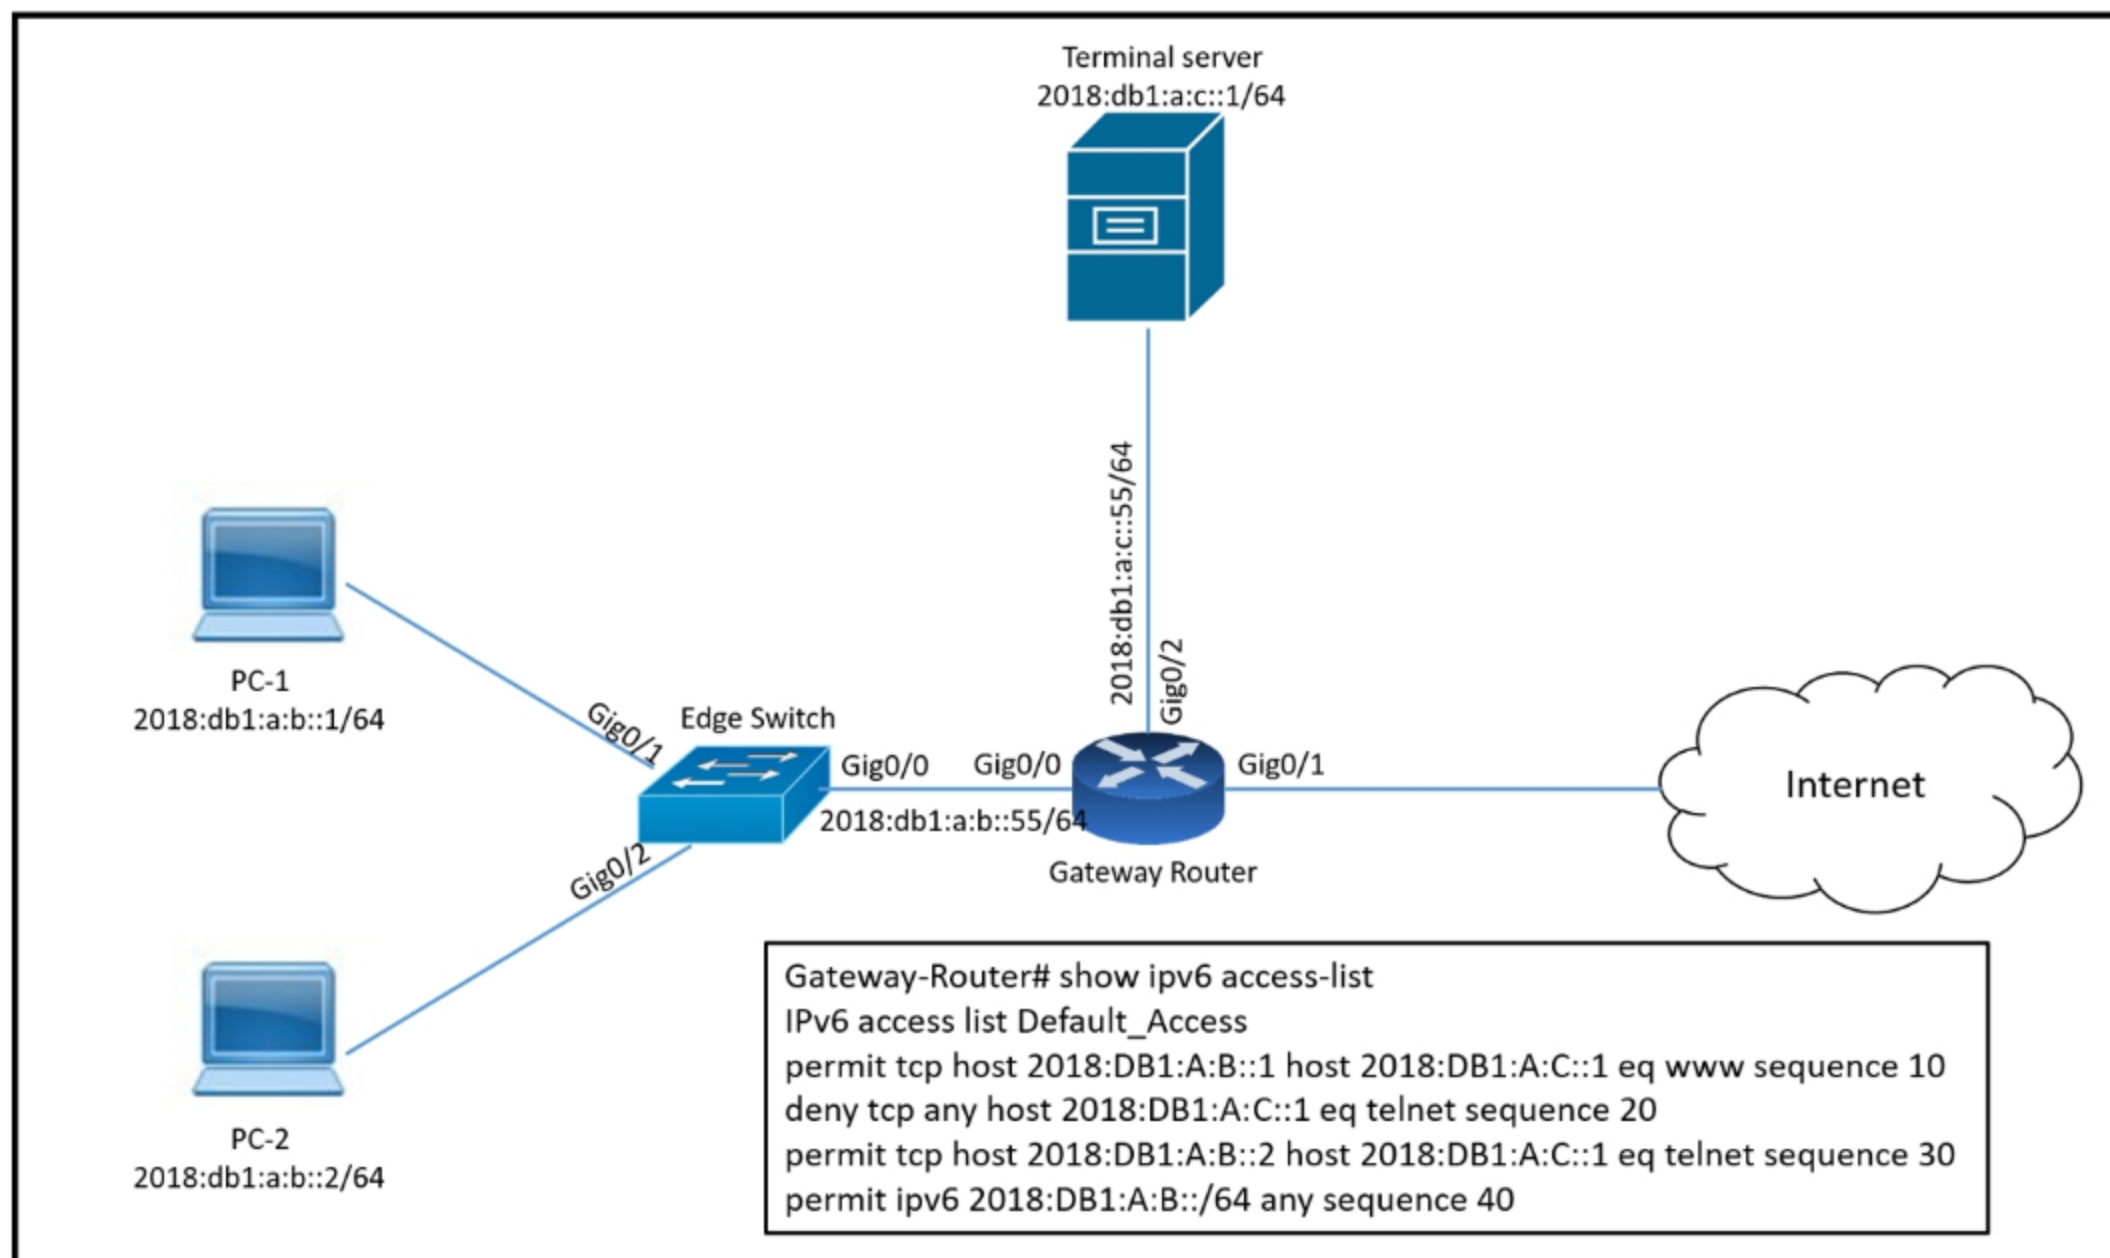 Terminal server
2018:db1:a:c::1/64
2018:db1:a:c::55/64
Gig0/2
PC-1
2018:db1:a:b::1/64
Gig0/1
Edge Switch
Gig0/0
Gig0/0
Gig0/1
2018:db1:a:b::55/64
Gateway Router
Internet
Gig0/2
PC-2
2018:db1:a:b::2/64
Gateway-Router# show ipv6 access-list
IPv6 access list Default_Access
permit tcp host 2018:DB1:A:B::1 host 2018:DB1:A:C::1 eq www sequence 10
deny tcp any host 2018:DB1:A:C::1 eq telnet sequence 20
permit tcp host 2018:DB1:A:B::2 host 2018:DB1:A:C::1 eq telnet sequence 30
permit ipv6 2018:DB1:A:B::/64 any sequence 40